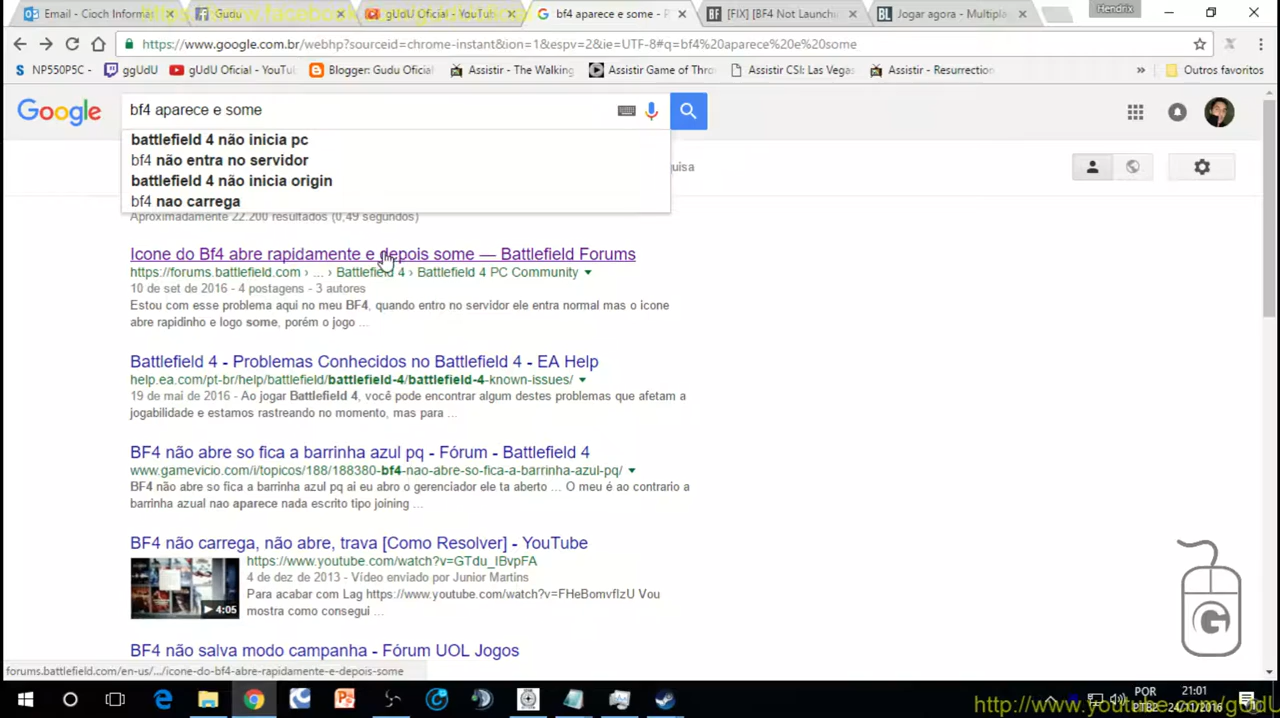 Email - Cioch Informat
Gudu
gUdU Oficial - YouTube
bf4 aparece e some - P
[FIX] [BF4 Not Launchi
Jogar agora - Multipla
Hendrix
https://www.google.com.br/webhp?sourceid=chrome-instant&ion=1&espv=2&ie=UTF-8#q=bf4%20aparece%20e%20some
NP550P5C -
ggUdU
gUdU Oficial - YouTu
Blogger: Gudu Oficial
Assistir - The Walking
Assistir Game of Thro
Assistir CSI: Las Vegas
Assistir - Resurrection
»
Outros favoritos
Google
bf4 aparece e some
battlefield 4 não inicia pc
bf4 não entra no servidor
battlefield 4 não inicia origin
bf4 nao carrega
uisa
Aproximadamente 22.200 resultados (0,49 segundos)
Icone do Bf4 abre rapidamente e depois some — Battlefield Forums
https://forums.battlefield.com › ... › Battlefield 4 › Battlefield 4 PC Community
10 de set de 2016 - 4 postagens - 3 autores
Estou com esse problema aqui no meu BF4, quando entro no servidor ele entra normal mas o icone
abre rapidinho e logo some, porém o jogo ...
Battlefield 4 - Problemas Conhecidos no Battlefield 4 - EA Help
help.ea.com/pt-br/help/battlefield/battlefield-4/battlefield-4-known-issues/
19 de mai de 2016 - Ao jogar Battlefield 4, você pode encontrar algum destes problemas que afetam a
jogabilidade e estamos rastreando no momento, mas para ...
BF4 não abre so fica a barrinha azul pq - Fórum - Battlefield 4
www.gamevicio.com/i/topicos/188/188380-bf4-nao-abre-so-fica-a-barrinha-azul-pq/
BF4 não abre so fica a barrinha azul pq ai eu abro o gerenciador ele ta aberto ... O meu é ao contrario a
barrinha azual nao aparece nada escrito tipo joining ...
BF4 não carrega, não abre, trava [Como Resolver] - YouTube
https://www.youtube.com/watch?v=GTdu_IBvpFA
4 de dez de 2013 - Vídeo enviado por Junior Martins
Para acabar com Lag https://www.youtube.com/watch?v=FHeBomvfIzU Vou
mostra como consegui ...
4:05
BF4 não salva modo campanha - Fórum UOL Jogos
forums.battlefield.com/en-us/.../icone-do-bf4-abre-rapidamente-e-depois-some
G
POR
PTB2
21:01
24/11/2016
http://www.youtube.com/gudU